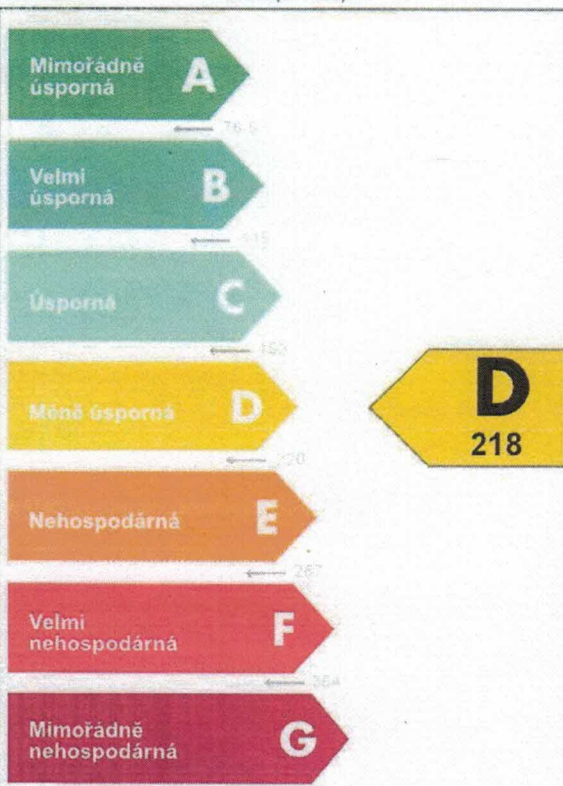 Mimořádně
úsporná
A
Velmi
úsporná
B
Úsporná
C
Méně úsporná
D
D
218
Nehospodárná
E
Velmi
nehospodárná
F
Mimořádně
nehospodárná
G